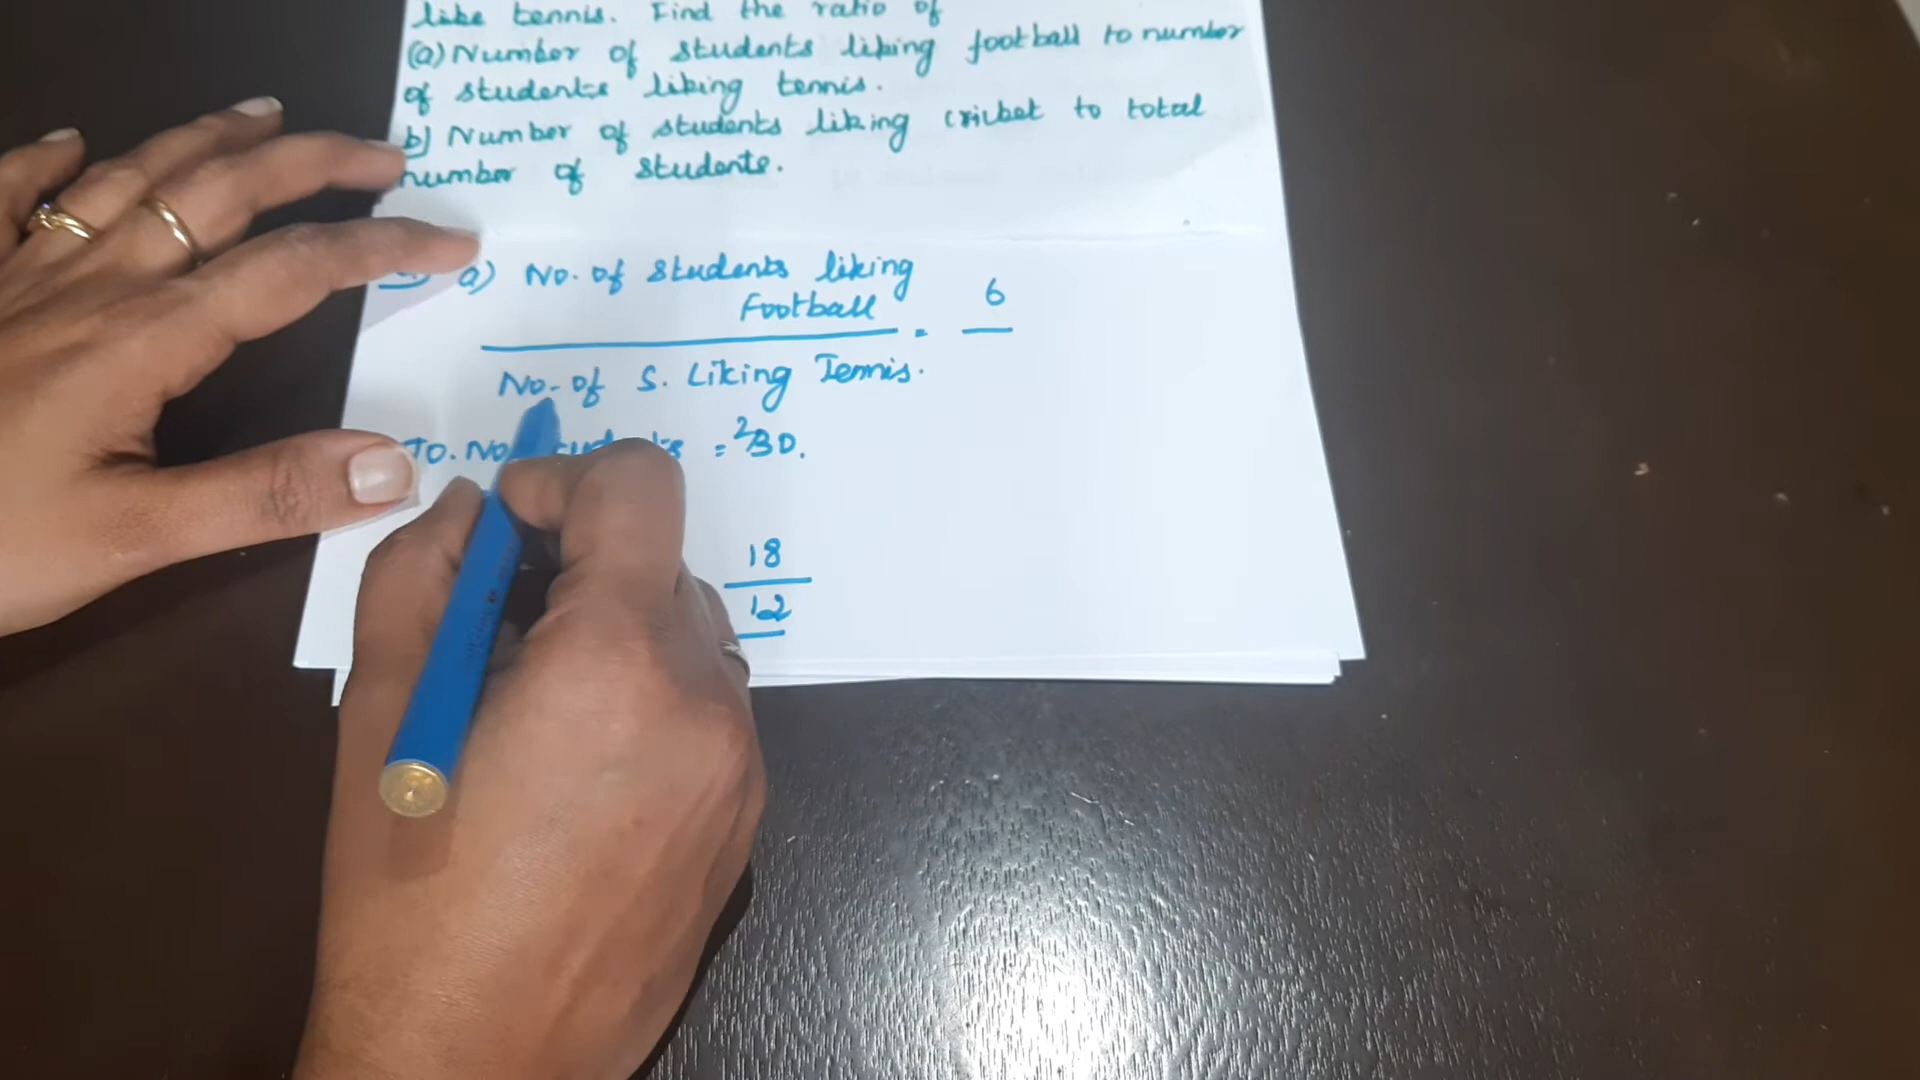 like tennis. Find the ratio of
(a) Number of students liking football to number
of students liking tennis.
b) Number of students liking cricket to total
number of students.
a) No. of Students liking
Football = 6
No. of S. Liking Tennis.
To. No = ²30.
18
12